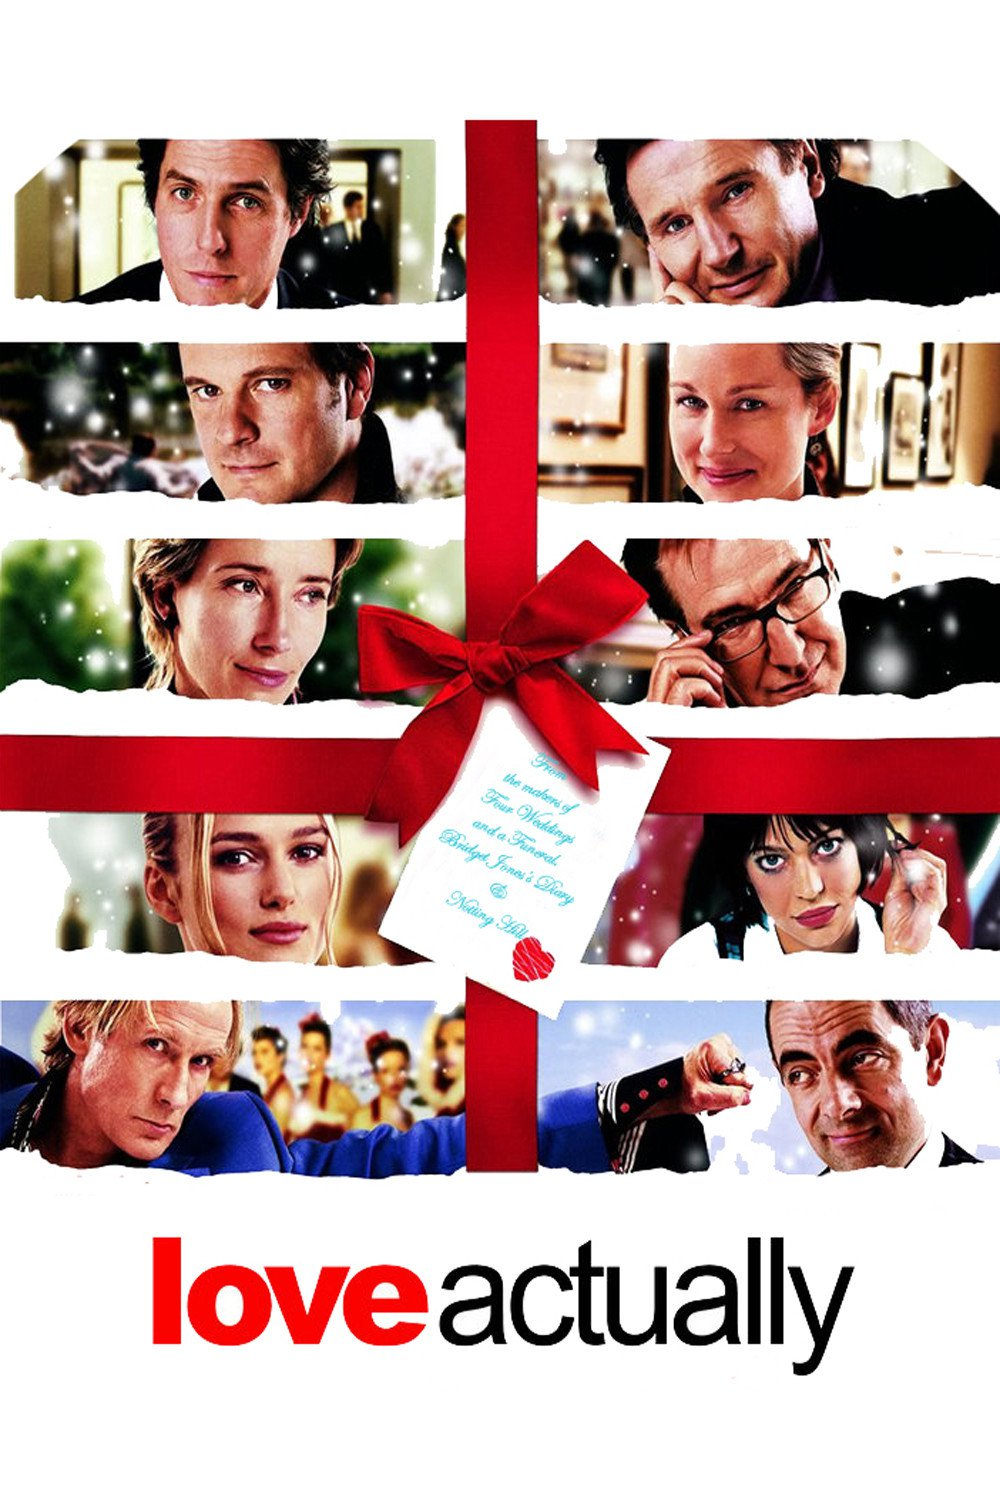 From
the makers of
Four Weddings
and a Funeral,
Bridget Jones's Diary
&
Notting Hill
love actually